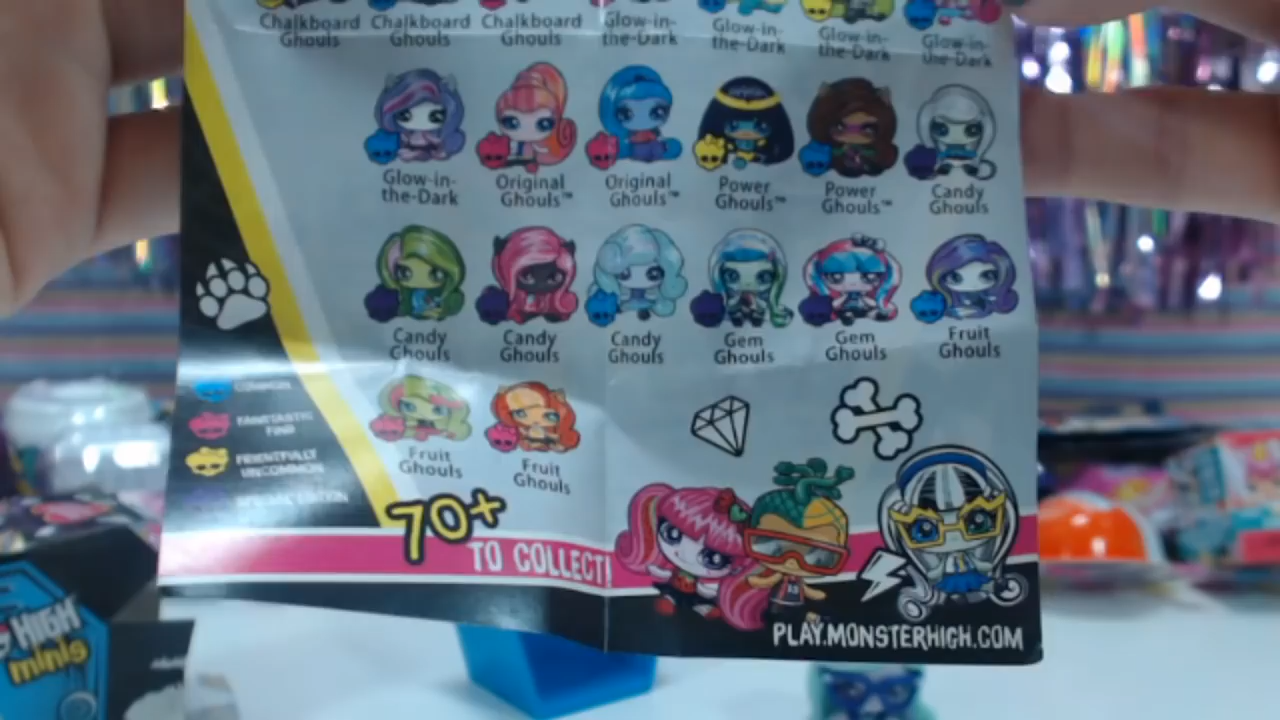 Chalkboard Ghouls
Chalkboard Ghouls
Chalkboard Ghouls
Glow-in-the-Dark
Glow-in-the-Dark
Glow-in-the-Dark
Glow-in-the-Dark
Glow-in-the-Dark
Original Ghouls™
Original Ghouls™
Power Ghouls™
Power Ghouls™
Candy Ghouls
Candy Ghouls
Candy Ghouls
Candy Ghouls
Gem Ghouls
Gem Ghouls
Fruit Ghouls
COMMON
FANGTASTIC FIND
FRIENTFULLY UNCOMMON
SPECIAL EDITION
Fruit Ghouls
Fruit Ghouls
70+
TO COLLECT!
PLAY.MONSTERHIGH.COM
HIGH
minis